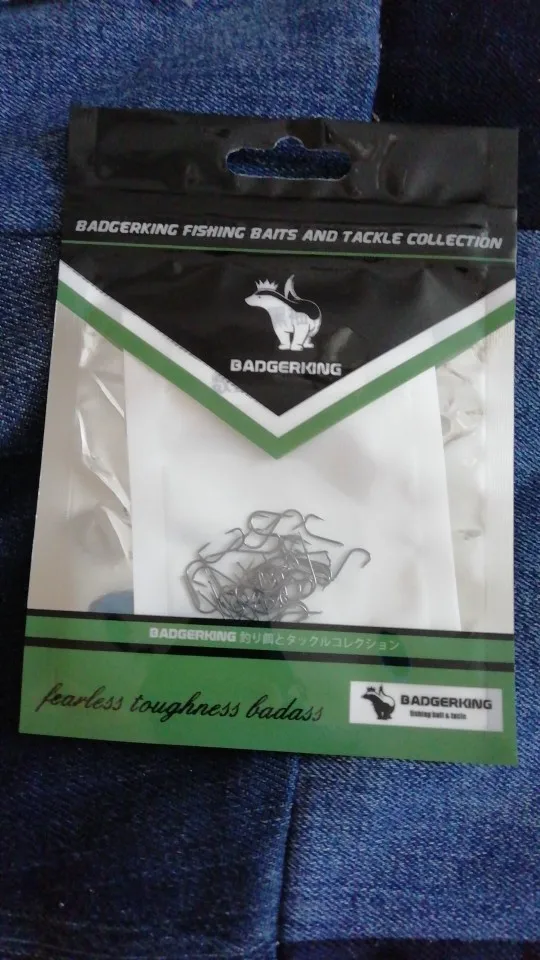 BADGERKING FISHING BAITS AND TACKLE COLLECTION
BADGERKING
BADGERKING 釣り餌とタックルコレクション
fearless toughness badass
BADGERKING
fishing bait & tacle